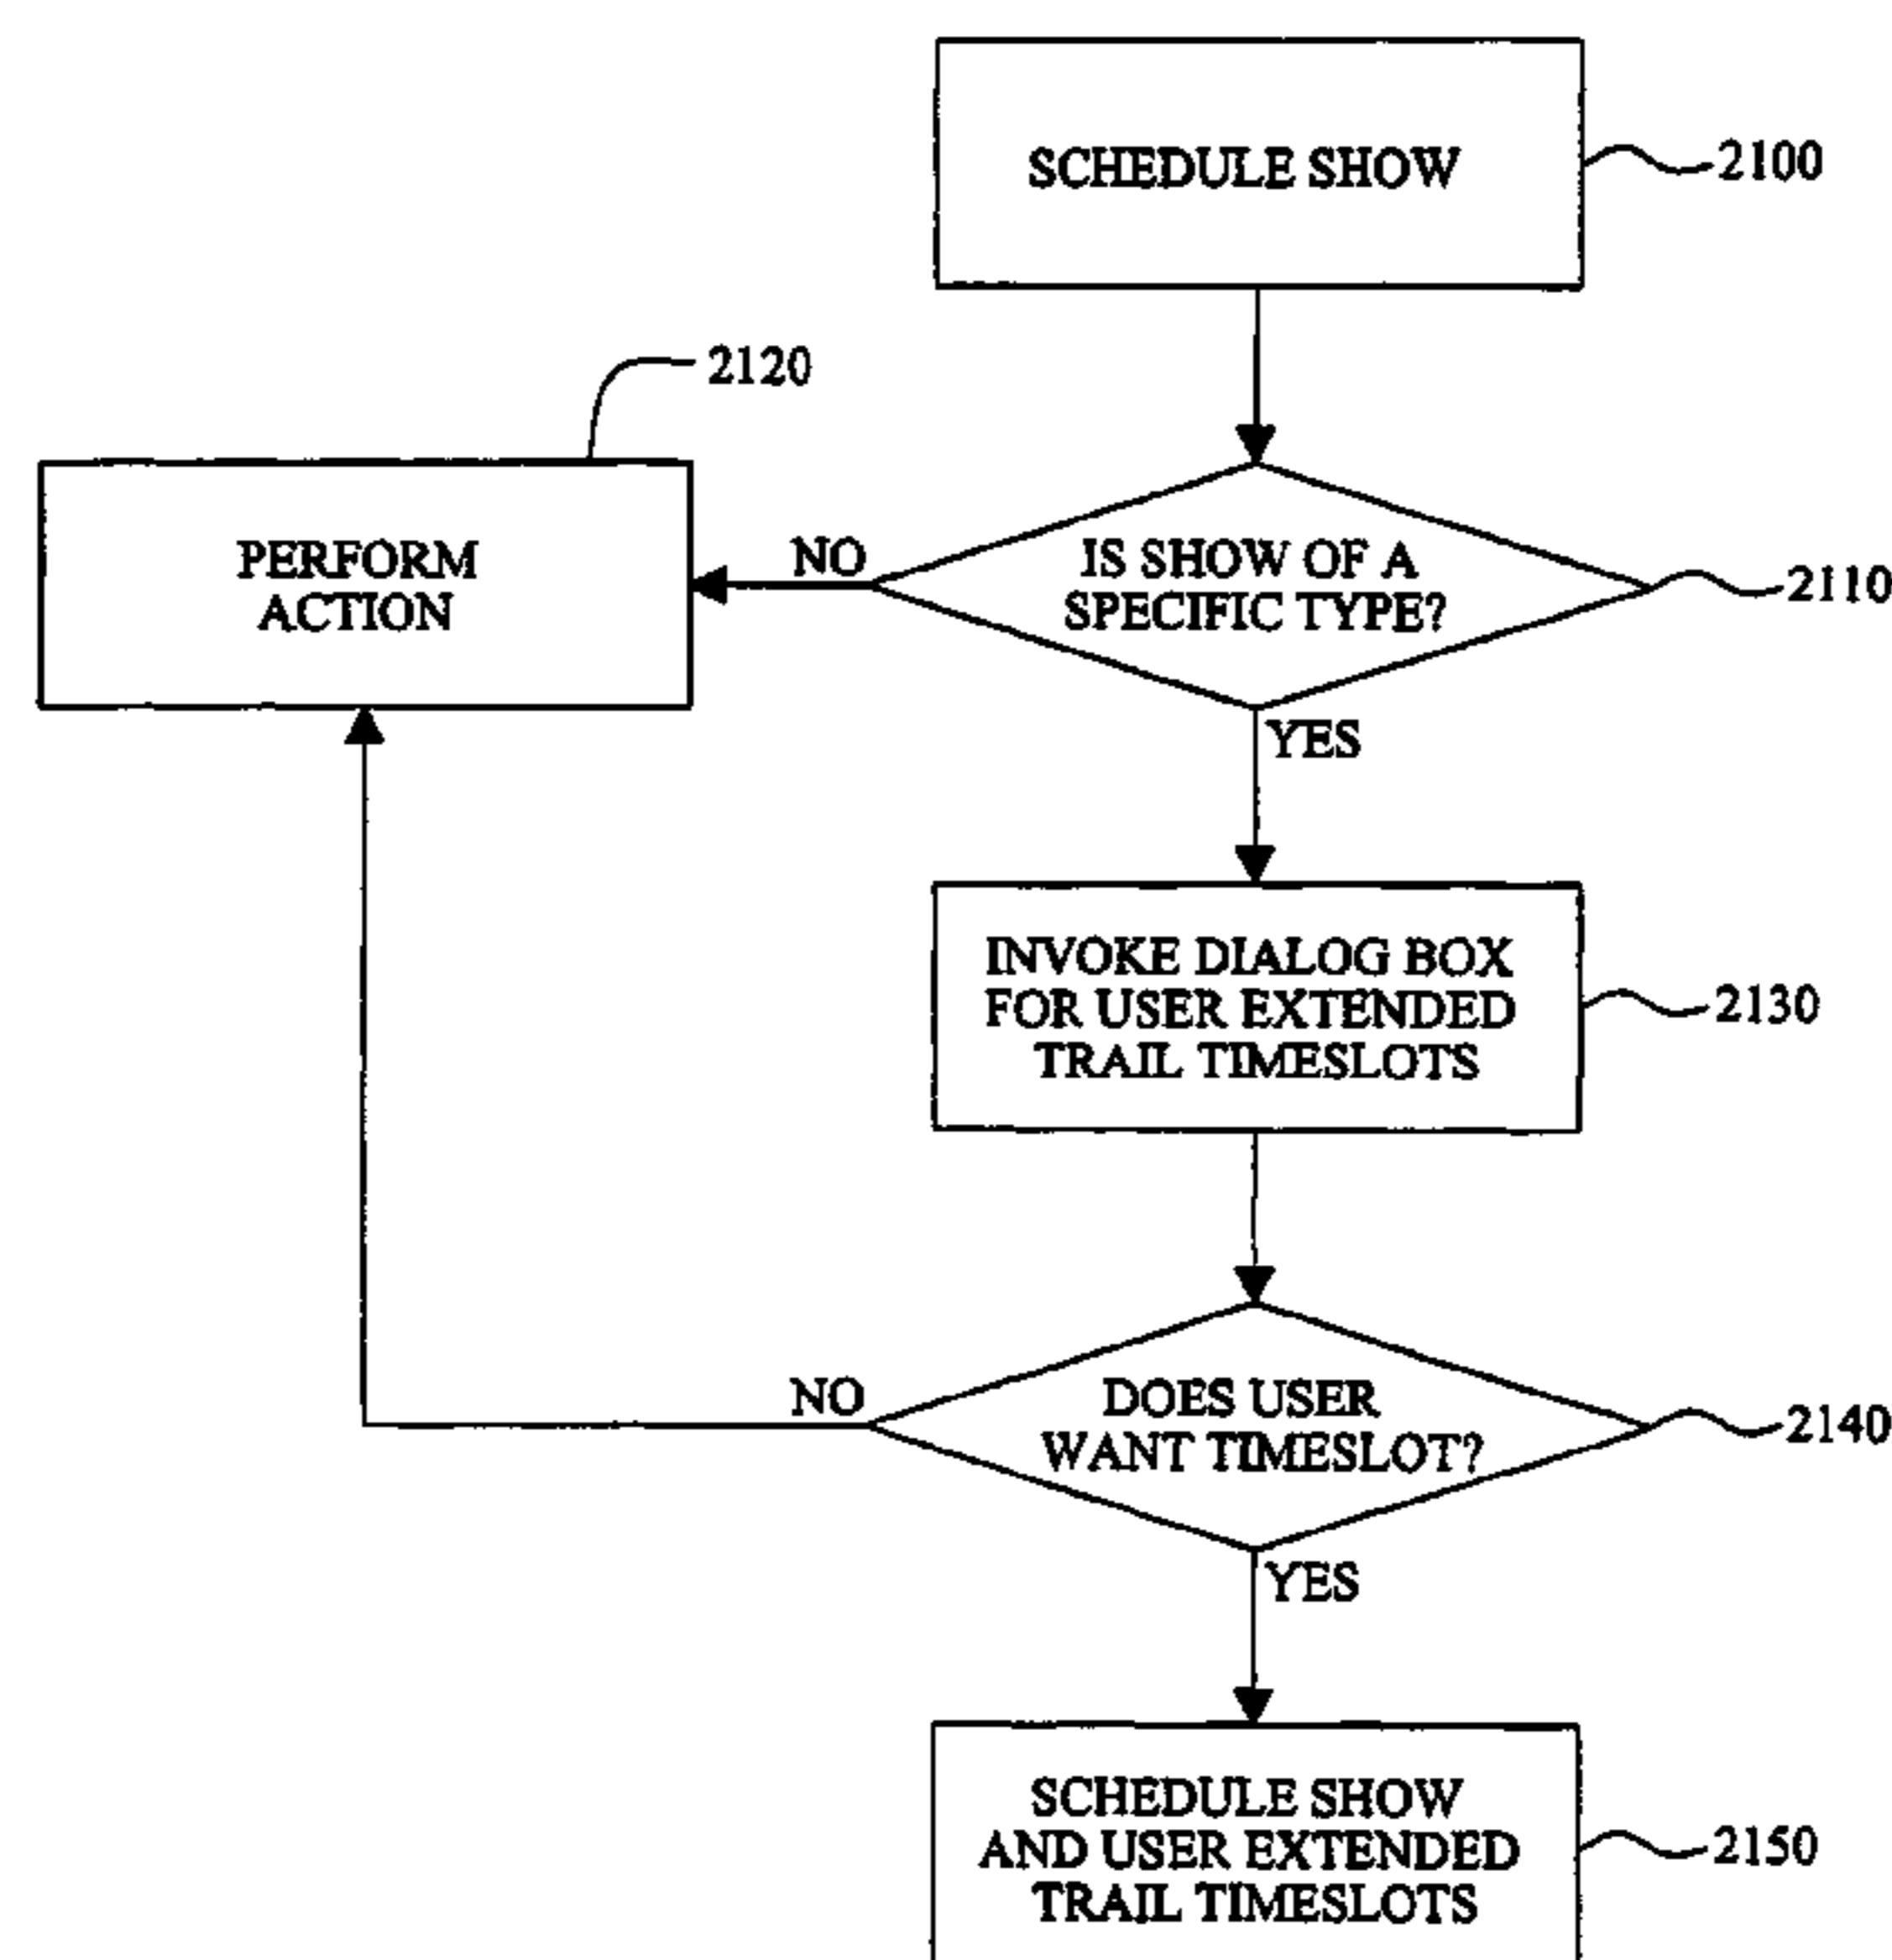 SCHEDULE SHOW
2100
2120
PERFORM
ACTION
NO
IS SHOW OF A
SPECIFIC TYPE?
2110
YES
INVOKE DIALOG BOX
FOR USER EXTENDED
TRAIL TIMESLOTS
2130
NO
DOES USER
WANT TIMESLOT?
2140
YES
SCHEDULE SHOW
AND USER EXTENDED
TRAIL TIMESLOTS
2150